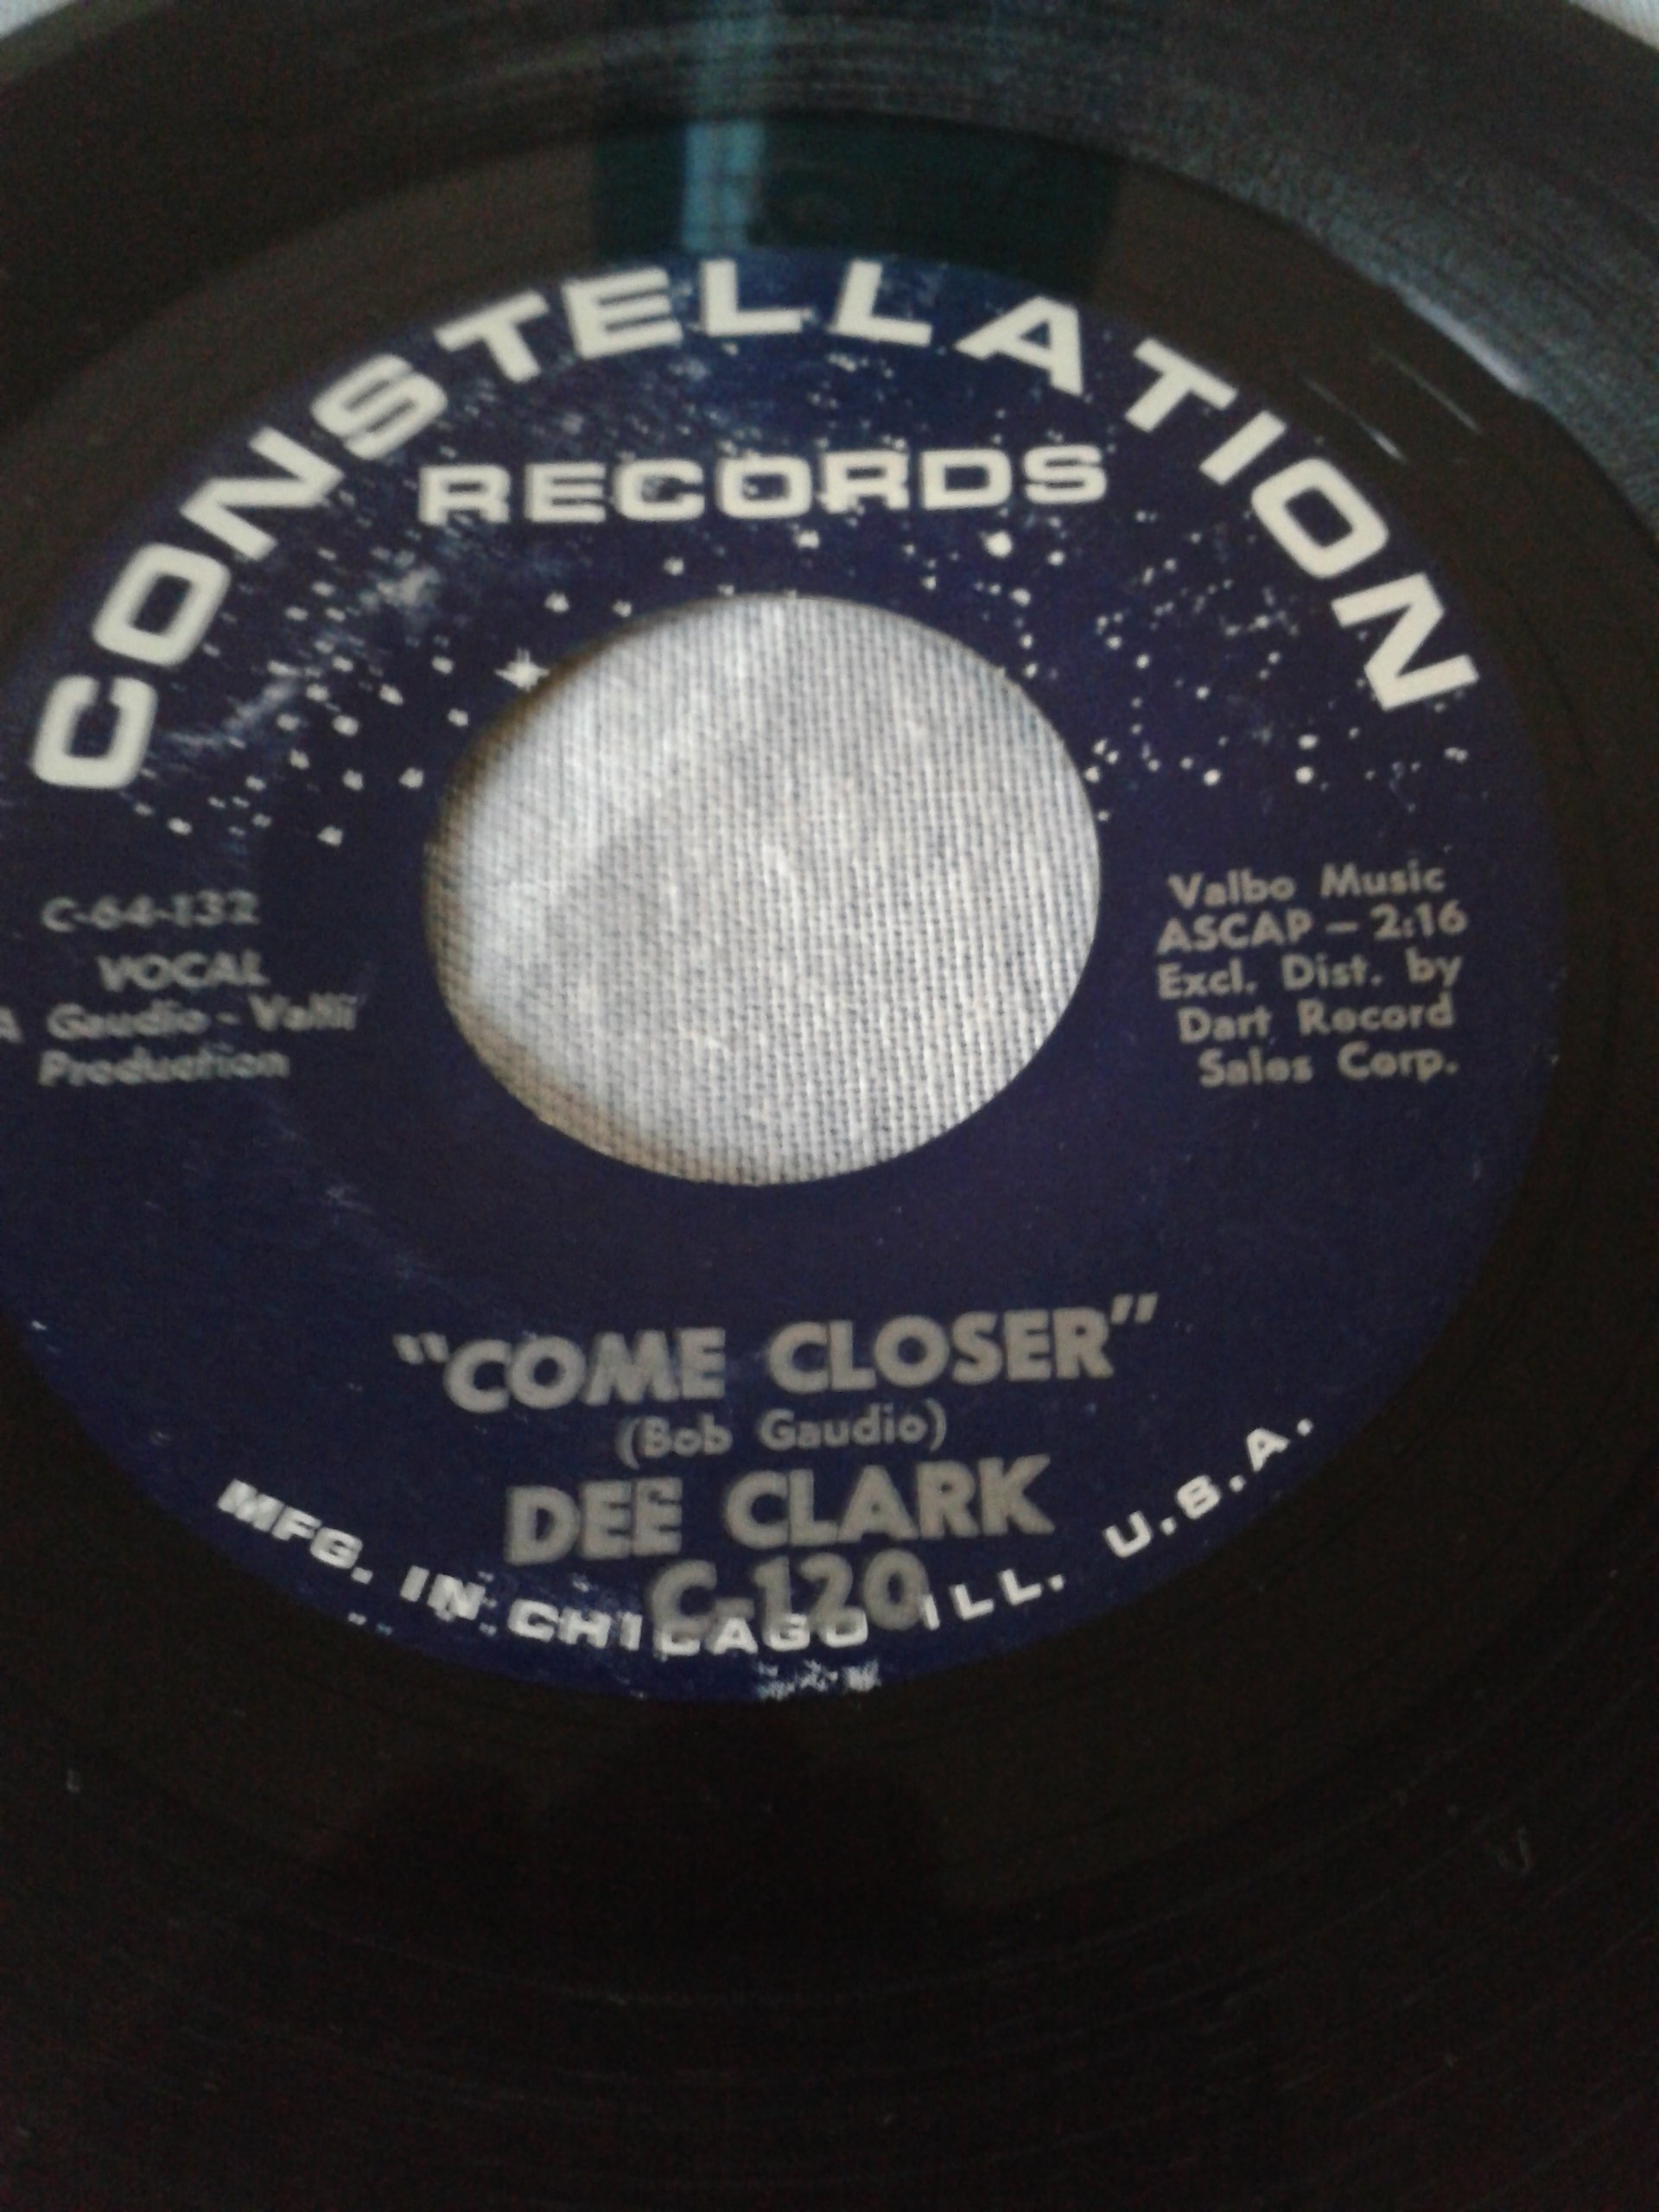 CONSTELLATION
RECORDS
C-64-132
VOCAL
A Gaudio - Valli
Production
Valbo Music
ASCAP - 2:16
Excl. Dist. by
Dart Record
Sales Corp.
"COME CLOSER"
(Bob Gaudio)
DEE CLARK
C-120
MFG. IN CHICAGO ILL. U.S.A.